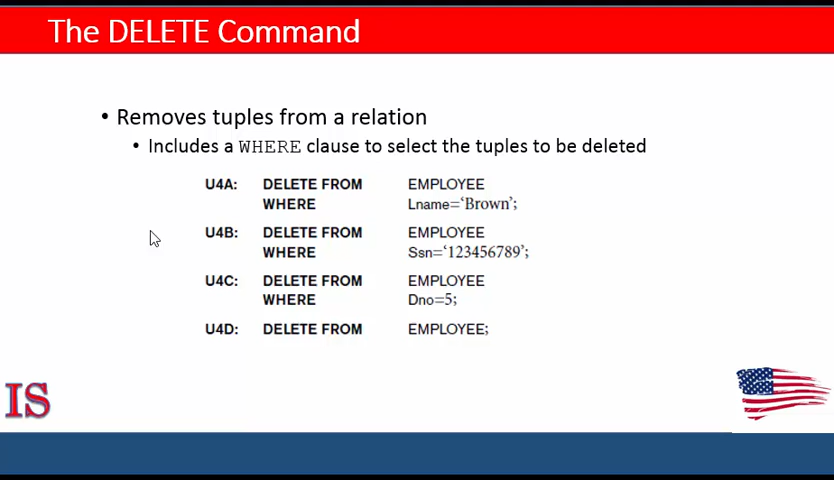 The DELETE Command
• Removes tuples from a relation
• Includes a WHERE clause to select the tuples to be deleted
U4A: DELETE FROM EMPLOYEE
WHERE Lname=‘Brown’;
U4B: DELETE FROM EMPLOYEE
WHERE Ssn=‘123456789’;
U4C: DELETE FROM EMPLOYEE
WHERE Dno=5;
U4D: DELETE FROM EMPLOYEE;
IS